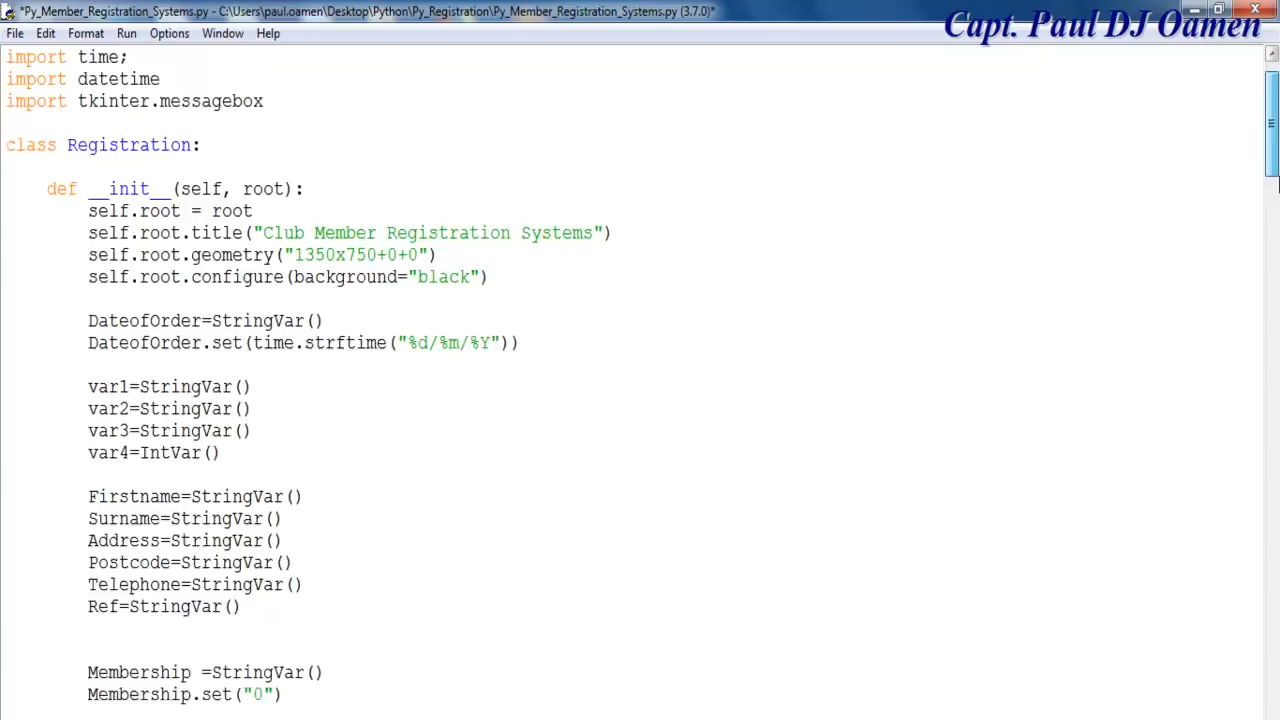 *Py_Member_Registration_Systems.py - C:\Users\paul.oamen\Desktop\Python\Py_Registration\Py_Member_Registration_Systems.py (3.7.0)*
Capt. Paul DJ Oamen
File Edit Format Run Options Window Help
import time;
import datetime
import tkinter.messagebox
class Registration:
def __init__(self, root):
self.root = root
self.root.title("Club Member Registration Systems")
self.root.geometry("1350x750+0+0")
self.root.configure(background="black")
DateofOrder=StringVar()
DateofOrder.set(time.strftime("%d/%m/%Y"))
var1=StringVar()
var2=StringVar()
var3=StringVar()
var4=IntVar()
Firstname=StringVar()
Surname=StringVar()
Address=StringVar()
Postcode=StringVar()
Telephone=StringVar()
Ref=StringVar()
Membership =StringVar()
Membership.set("0")